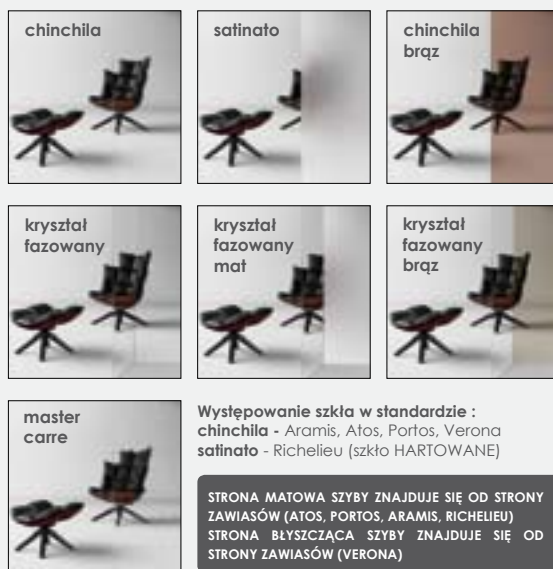 chinchila
satinato
chinchila
brąz
kryształ
fazowany
kryształ
fazowany
mat
kryształ
fazowany
brąz
master
carre
Występowanie szkła w standardzie :
chinchila - Aramis, Atos, Portos, Verona
satinato - Richelieu (szkło HARTOWANE)
STRONA MATOWA SZYBY ZNAJDUJE SIĘ OD STRONY
ZAWIASÓW (ATOS, PORTOS, ARAMIS, RICHELIEU)
STRONA BŁYSZCZĄCA SZYBY ZNAJDUJE SIĘ OD
STRONY ZAWIASÓW (VERONA)